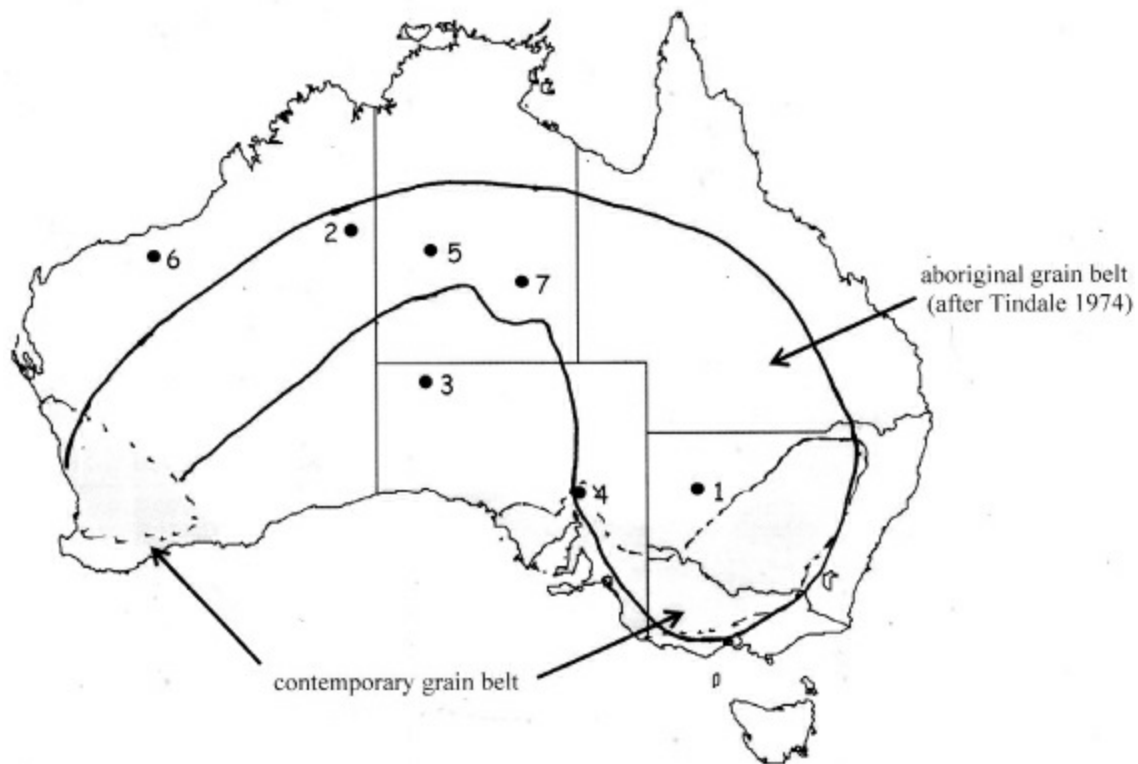 2
5
6
7
aboriginal grain belt
(after Tindale 1974)
3
4
1
contemporary grain belt